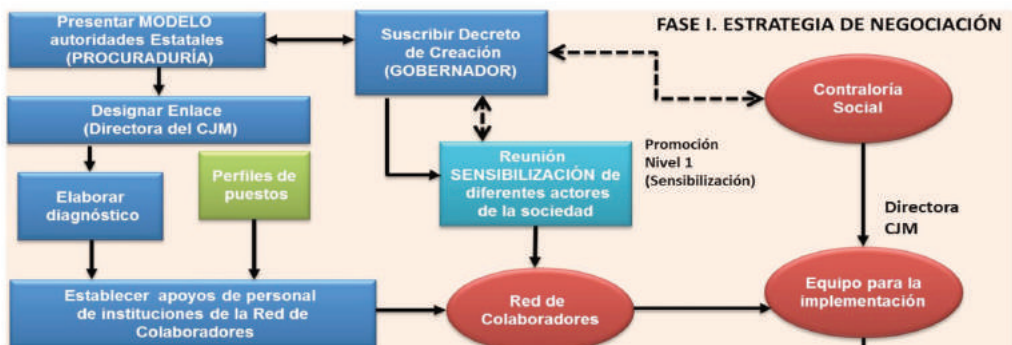 FASE I. ESTRATEGIA DE NEGOCIACIÓN
Presentar MODELO
autoridades Estatales
(PROCURADURÍA)
Suscribir Decreto
de Creación
(GOBERNADOR)
Contraloría
Social
Designar Enlace
(Directora del CJM)
Reunión
SENSIBILIZACIÓN de
diferentes actores
de la sociedad
Promoción
Nivel 1
(Sensibilización)
Elaborar
diagnóstico
Perfiles de
puestos
Directora
CJM
Establecer apoyos de personal
de instituciones de la Red de
Colaboradores
Red de
Colaboradores
Equipo para la
implementación